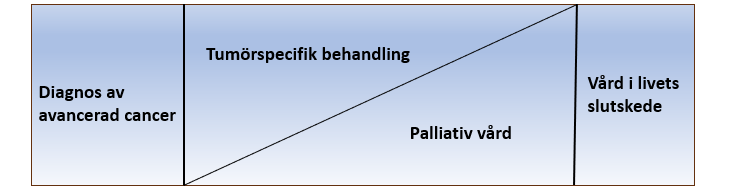 Diagnos av
avancerad cancer
Tumörspecifik behandling
Palliativ vård
Vård i livets
slutskede